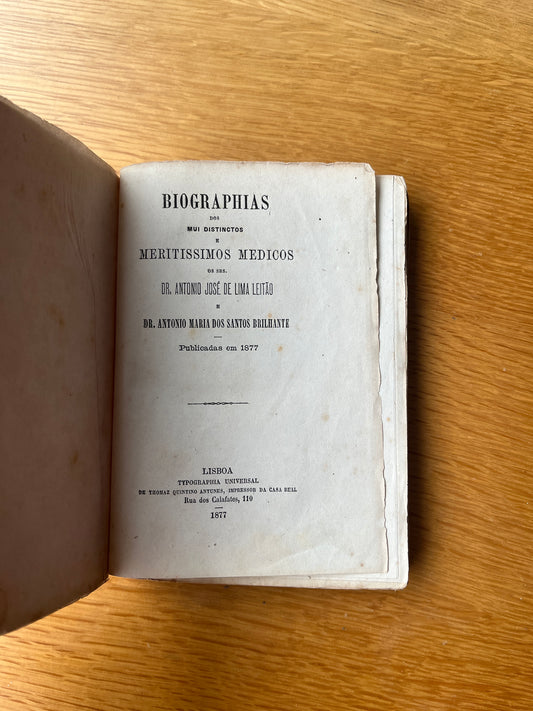 BIOGRAPHIAS
DOS
MUI DISTINCTOS
E
MERITISSIMOS MEDICOS
OS SRS.
DR. ANTONIO JOSÉ DE LIMA LEITÃO
E
DR. ANTONIO MARIA DOS SANTOS BRILHANTE
Publicadas em 1877
LISBOA
TYPOGRAPHIA UNIVERSAL
DE THOMAZ QUINTINO ANTUNES, IMPRESSOR DA CASA REAL
Rua dos Calafates, 110
1877